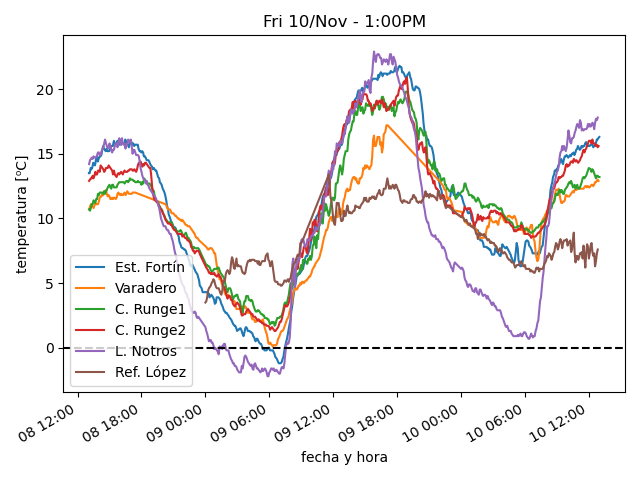 Fri 10/Nov - 1:00PM
temperatura [ºC]
20
15
10
5
0
Est. Fortín
Varadero
C. Runge1
C. Runge2
L. Notros
Ref. López
08 12:00
08 18:00
09 00:00
09 06:00
09 12:00
09 18:00
10 00:00
10 06:00
10 12:00
fecha y hora